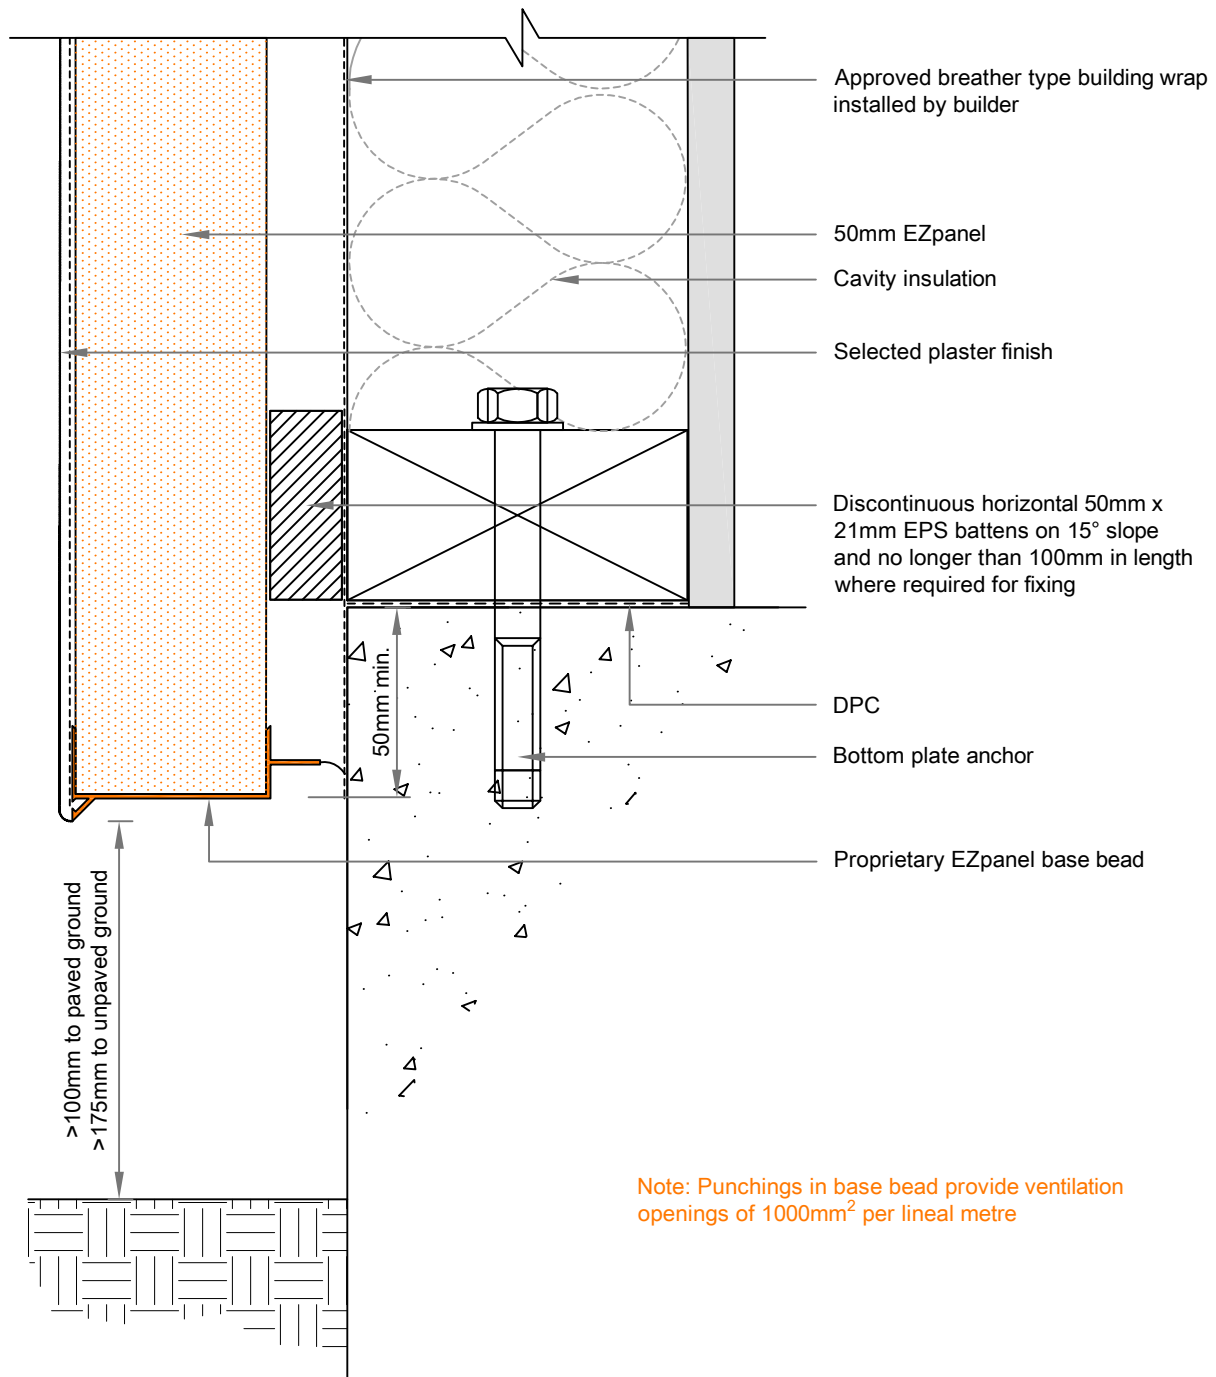 Approved breather type building wrap
installed by builder
50mm EZpanel
Cavity insulation
Selected plaster finish
Discontinuous horizontal 50mm x
21mm EPS battens on 15° slope
and no longer than 100mm in length
where required for fixing
50mm min.
DPC
Bottom plate anchor
Proprietary EZpanel base bead
>100mm to paved ground
>175mm to unpaved ground
Note: Punchings in base bead provide ventilation
openings of 1000mm² per lineal metre